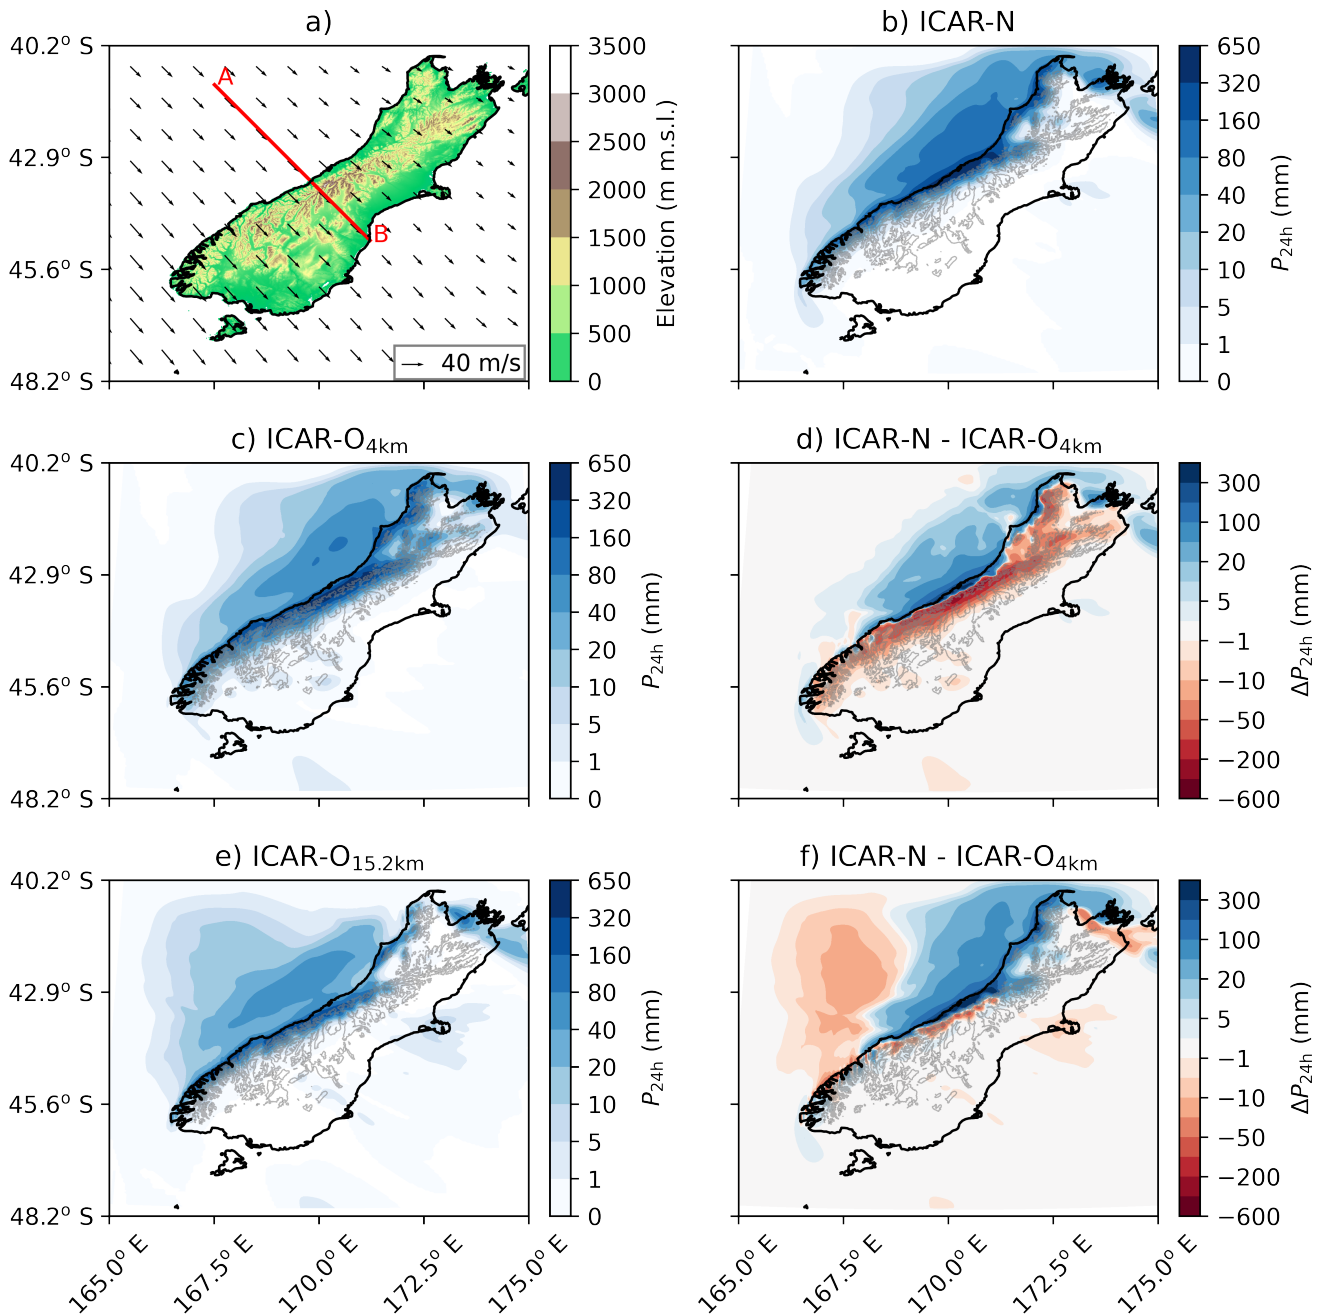 a)
b) ICAR-N
40.2° S
42.9° S
45.6° S
48.2° S
A
B
40 m/s
3500
3000
2500
2000
1500
1000
500
0
Elevation (m m.s.l.)
650
320
160
80
40
20
10
5
1
0
P24h (mm)
c) ICAR-O4km
d) ICAR-N - ICAR-O4km
40.2° S
42.9° S
45.6° S
48.2° S
650
320
160
80
40
20
10
5
1
0
P24h (mm)
300
100
20
5
−1
−10
−50
−200
−600
ΔP24h (mm)
e) ICAR-O15.2km
f) ICAR-N - ICAR-O4km
40.2° S
42.9° S
45.6° S
48.2° S
650
320
160
80
40
20
10
5
1
0
P24h (mm)
300
100
20
5
−1
−10
−50
−200
−600
ΔP24h (mm)
165.0° E
167.5° E
170.0° E
172.5° E
175.0° E
165.0° E
167.5° E
170.0° E
172.5° E
175.0° E